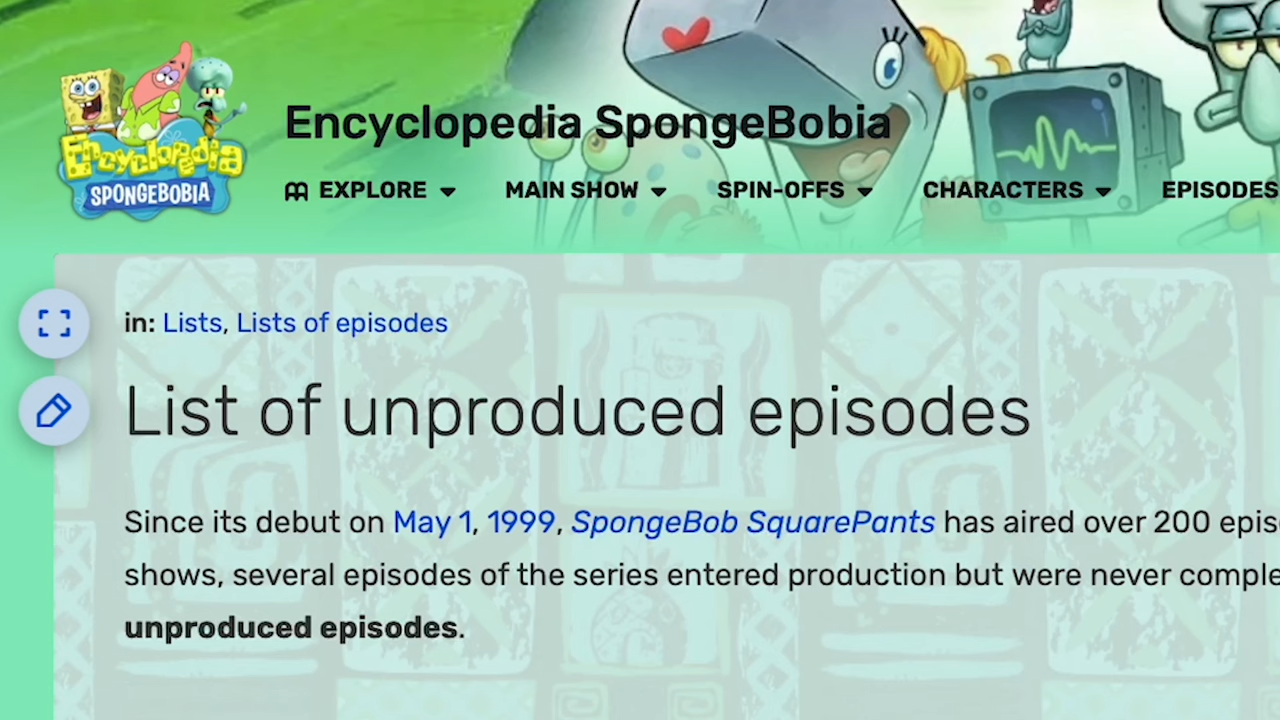 Encyclopedia
SPONGEBOBIA
Encyclopedia SpongeBobia
EXPLORE MAIN SHOW SPIN-OFFS CHARACTERS EPISODES
in: Lists, Lists of episodes
List of unproduced episodes
Since its debut on May 1, 1999, SpongeBob SquarePants has aired over 200 epis
shows, several episodes of the series entered production but were never comple
unproduced episodes.